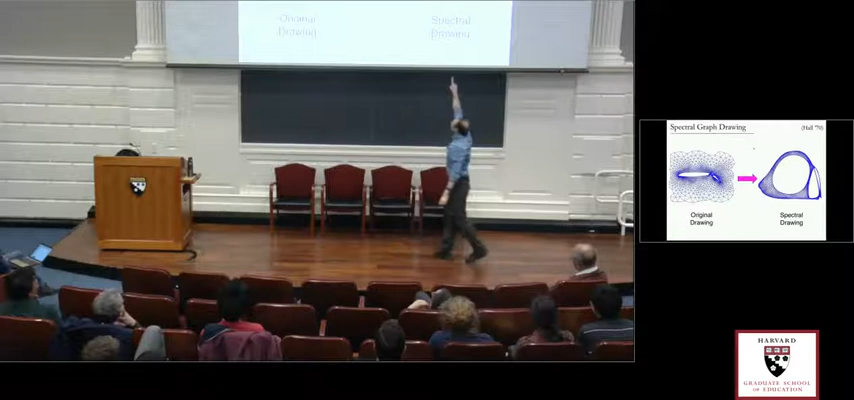 Original
Drawing
Spectral
Drawing
Spectral Graph Drawing
(Hall '70)
Original
Drawing
Spectral
Drawing
HARVARD
GRADUATE SCHOOL
OF EDUCATION